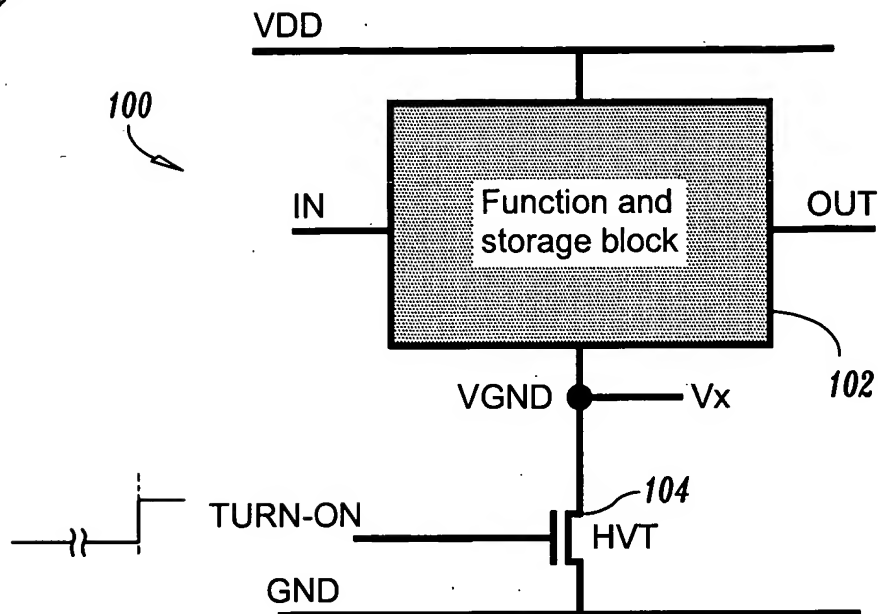 VDD
100
IN
Function and
storage block
OUT
102
VGND
Vx
104
TURN-ON
HVT
GND